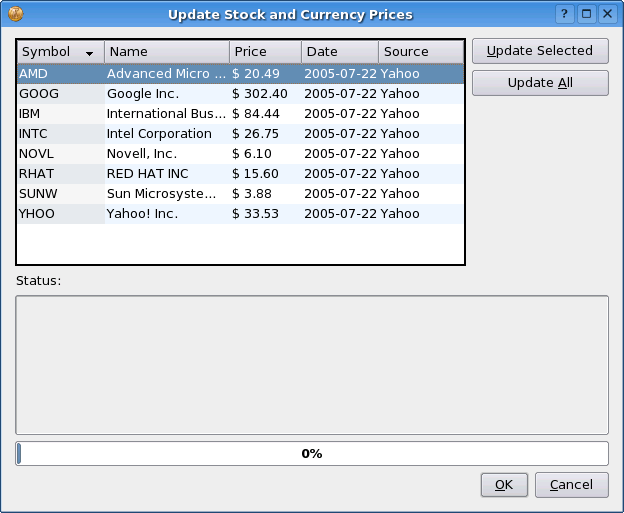 Update Stock and Currency Prices ?
Symbol Name Price Date Source
AMD Advanced Micro ... $ 20.49 2005-07-22 Yahoo
GOOG Google Inc. $ 302.40 2005-07-22 Yahoo
IBM International Bus... $ 84.44 2005-07-22 Yahoo
INTC Intel Corporation $ 26.75 2005-07-22 Yahoo
NOVL Novell, Inc. $ 6.10 2005-07-22 Yahoo
RHAT RED HAT INC $ 15.60 2005-07-22 Yahoo
SUNW Sun Microsyste... $ 3.88 2005-07-22 Yahoo
YHOO Yahoo! Inc. $ 33.53 2005-07-22 Yahoo
Update Selected
Update All
Status:
0%
OK Cancel